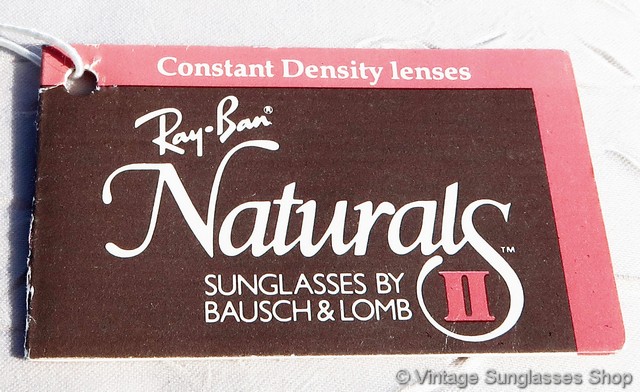 Constant Density lenses
Ray-Ban®
Naturals™
II
SUNGLASSES BY
BAUSCH & LOMB
© Vintage Sunglasses Shop